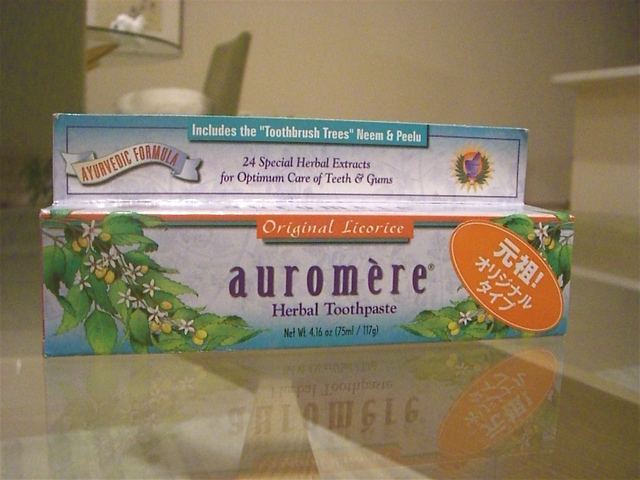 Includes the "Toothbrush Trees" Neem & Peelu
AYURVEDIC FORMULA
24 Special Herbal Extracts
for Optimum Care of Teeth & Gums
Original Licorice
auromère®
Herbal Toothpaste
Net Wt. 4.16 oz (75ml / 117g)
元祖!
オリジナル
タイプ